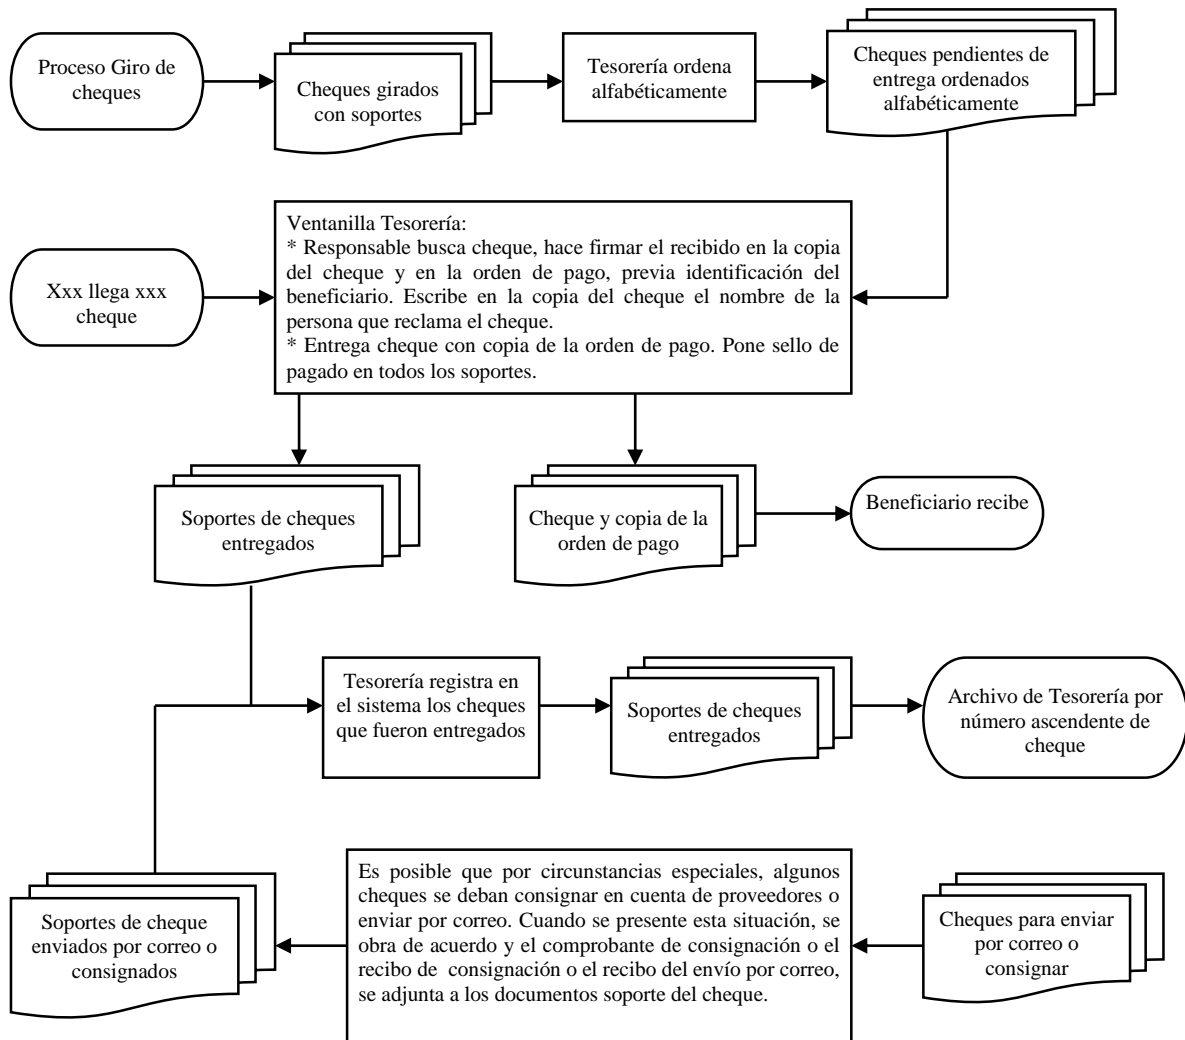 Proceso Giro de
cheques
Cheques girados
con soportes
Tesorería ordena
alfabéticamente
Cheques pendientes de
entrega ordenados
alfabéticamente
Xxx llega xxx
cheque
Ventanilla Tesorería:
* Responsable busca cheque, hace firmar el recibido en la copia
del cheque y en la orden de pago, previa identificación del
beneficiario. Escribe en la copia del cheque el nombre de la
persona que reclama el cheque.
* Entrega cheque con copia de la orden de pago. Pone sello de
pagado en todos los soportes.
Soportes de cheques
entregados
Cheque y copia de la
orden de pago
Beneficiario recibe
Tesorería registra en
el sistema los cheques
que fueron entregados
Soportes de cheques
entregados
Archivo de Tesorería por
número ascendente de
cheque
Soportes de cheque
enviados por correo o
consignados
Es posible que por circunstancias especiales, algunos
cheques se deban consignar en cuenta de proveedores o
enviar por correo. Cuando se presente esta situación, se
obra de acuerdo y el comprobante de consignación o el
recibo de consignación o el recibo del envío por correo,
se adjunta a los documentos soporte del cheque.
Cheques para enviar
por correo o
consignar